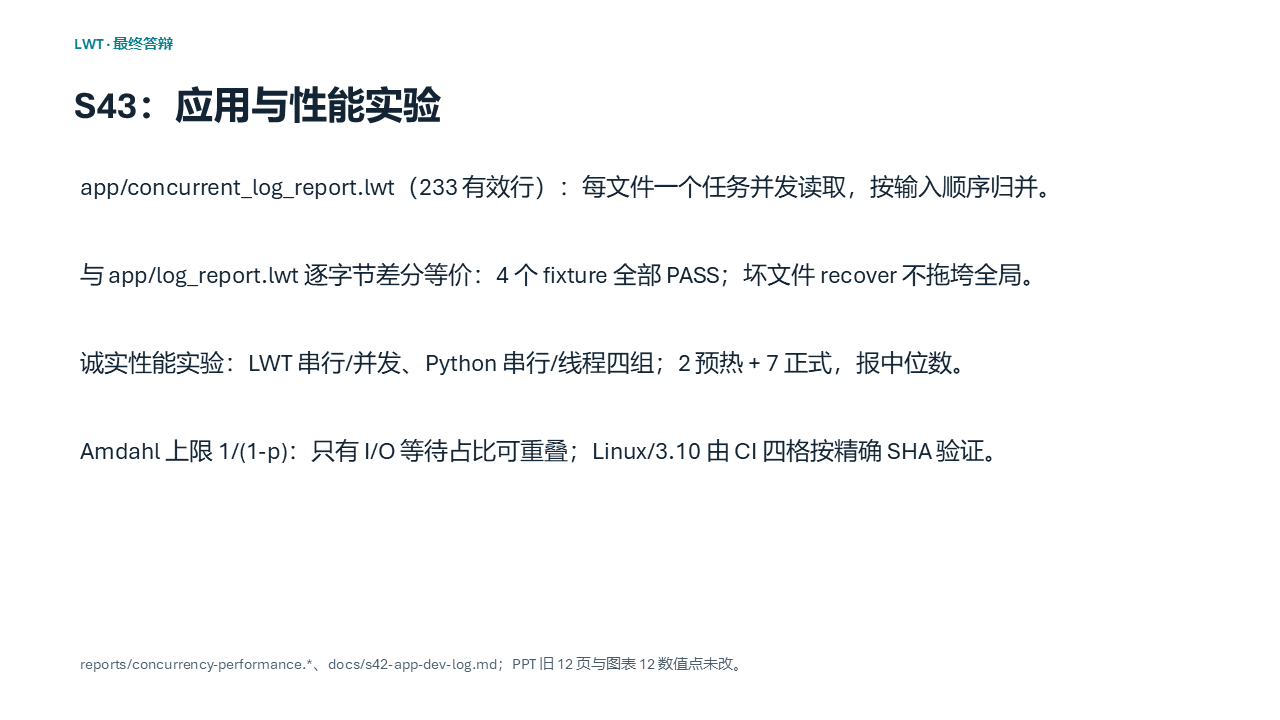 LWT · 最终答辩
S43：应用与性能实验
app/concurrent_log_report.lwt（233 有效行）：每文件一个任务并发读取，按输入顺序归并。
与 app/log_report.lwt 逐字节差分等价：4 个 fixture 全部 PASS；坏文件 recover 不拖垮全局。
诚实性能实验：LWT 串行/并发、Python 串行/线程四组；2 预热 + 7 正式，报中位数。
Amdahl 上限 1/(1-p)：只有 I/O 等待占比可重叠；Linux/3.10 由 CI 四格按精确 SHA 验证。
reports/concurrency-performance.*、docs/s42-app-dev-log.md；PPT 旧 12 页与图表 12 数值点未改。